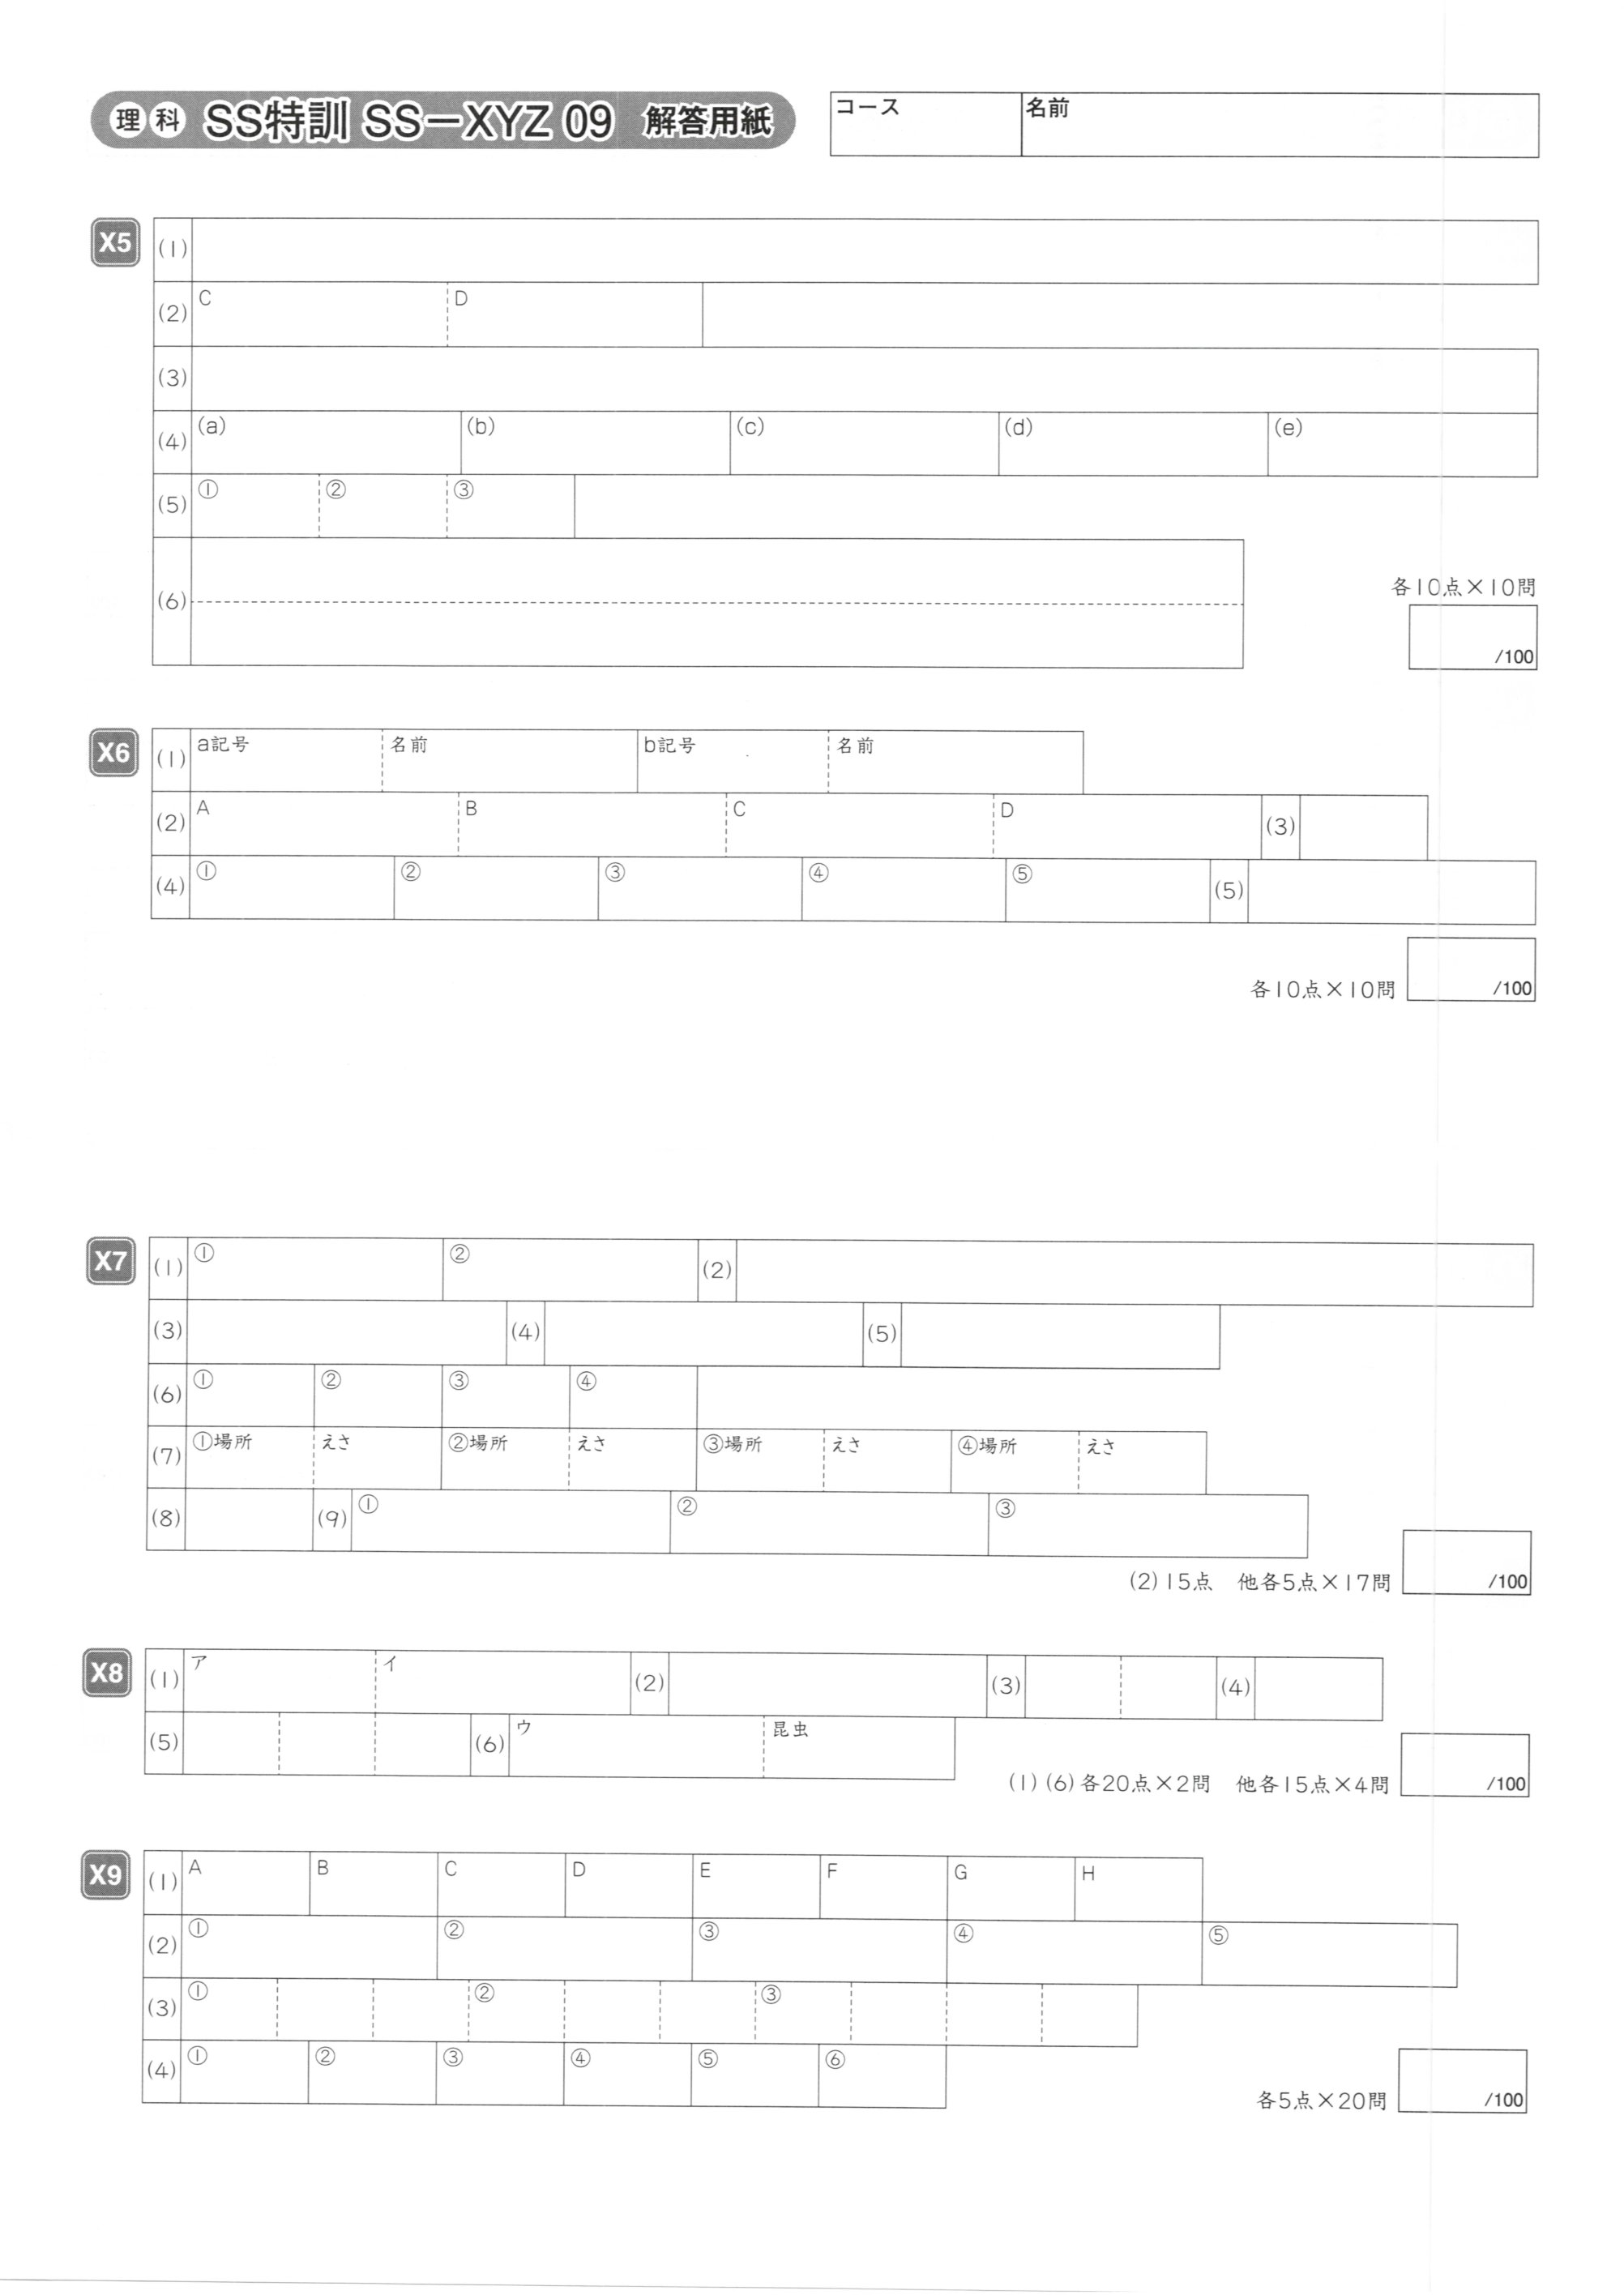 理科 SS特訓 SS－XYZ 09 解答用紙 コース 名前
X5 (1)
(2) C D
(3)
(4) (a) (b) (c) (d) (e)
(5) ① ② ③
(6)
各10点×10問
/100
X6 (1) a記号 名前 b記号 名前
(2) A B C D (3)
(4) ① ② ③ ④ ⑤ (5)
各10点×10問 /100
X7 (1) ① ② (2)
(3) (4) (5)
(6) ① ② ③ ④
(7) ①場所 えさ ②場所 えさ ③場所 えさ ④場所 えさ
(8) (9) ① ② ③
(2)15点 他各5点×17問 /100
X8 (1) ア イ (2) (3) (4)
(5) (6) ウ 昆虫
(1)(6)各20点×2問 他各15点×4問 /100
X9 (1) A B C D E F G H
(2) ① ② ③ ④ ⑤
(3) ① ② ③
(4) ① ② ③ ④ ⑤ ⑥
各5点×20問 /100